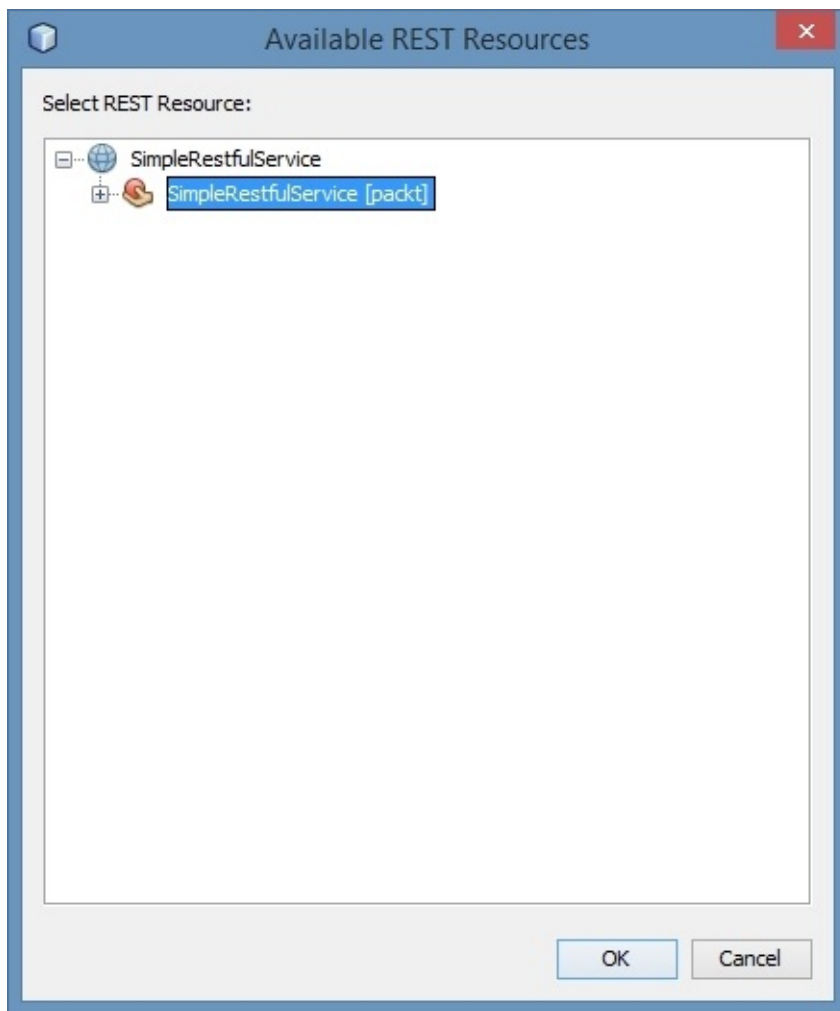 Available REST Resources
Select REST Resource:
SimpleRestfulService
SimpleRestfulService [packt]
OK Cancel